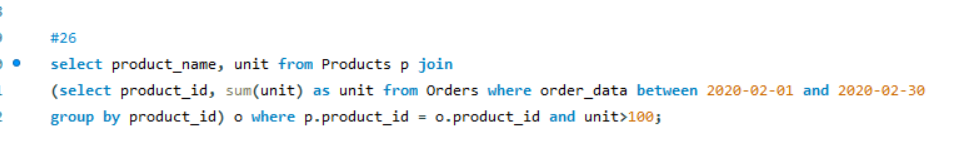 #26
select product_name, unit from Products p join
(select product_id, sum(unit) as unit from Orders where order_data between 2020-02-01 and 2020-02-30
group by product_id) o where p.product_id = o.product_id and unit>100;